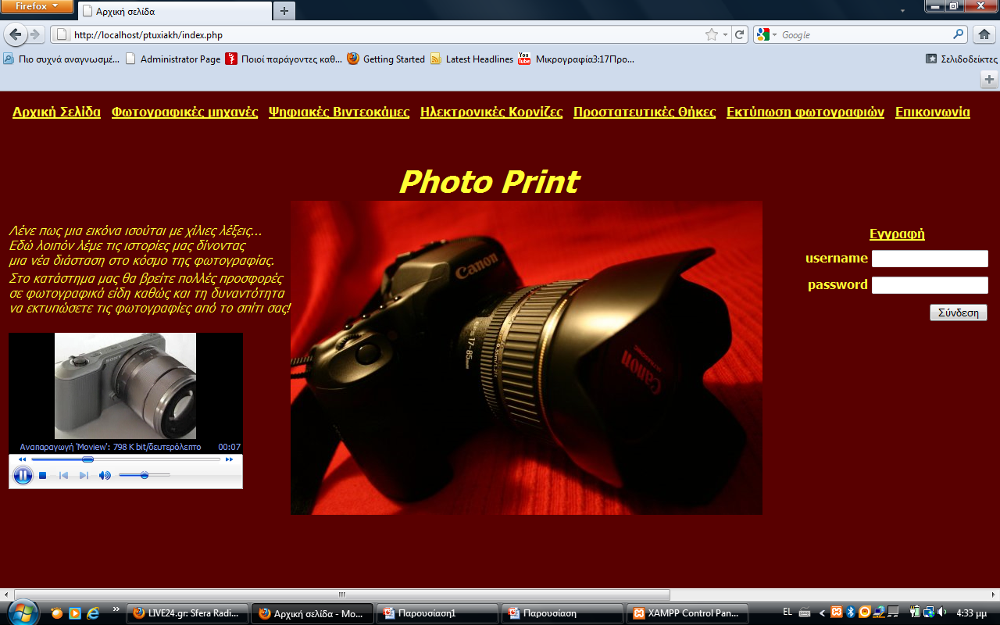 Firefox
Αρχική σελίδα
http://localhost/ptuxiakh/index.php
Google
Πιο συχνά αναγνωσμέ...
Administrator Page
Ποιοί παράγοντες καθ...
Getting Started
Latest Headlines
You Tube
Μικρογραφία3:17Προ...
Σελιδοδείκτες
Αρχική Σελίδα Φωτογραφικές μηχανές Ψηφιακές Βιντεοκάμες Ηλεκτρονικές Κορνίζες Προστατευτικές Θήκες Εκτύπωση φωτογραφιών Επικοινωνία
Photo Print
Λένε πως μια εικόνα ισούται με χίλιες λέξεις...
Εδώ λοιπόν λέμε τις ιστορίες μας δίνοντας
μια νέα διάσταση στο κόσμο της φωτογραφίας.
Στο κατάστημα μας θα βρείτε πολλές προσφορές
σε φωτογραφικά είδη καθώς και τη δυναντότητα
να εκτυπώσετε τις φωτογραφίες από το σπίτι σας!
SONY
Αναπαραγωγή 'Moview': 798 K bit/δευτερόλεπτο 00:07
Canon
17-85
Canon
Εγγραφή
username
password
Σύνδεση
LIVE24.gr: Sfera Radi...
Αρχική σελίδα - Mo...
Παρουσίαση1
Παρουσίαση
XAMPP Control Pan...
EL
4:33 μμ